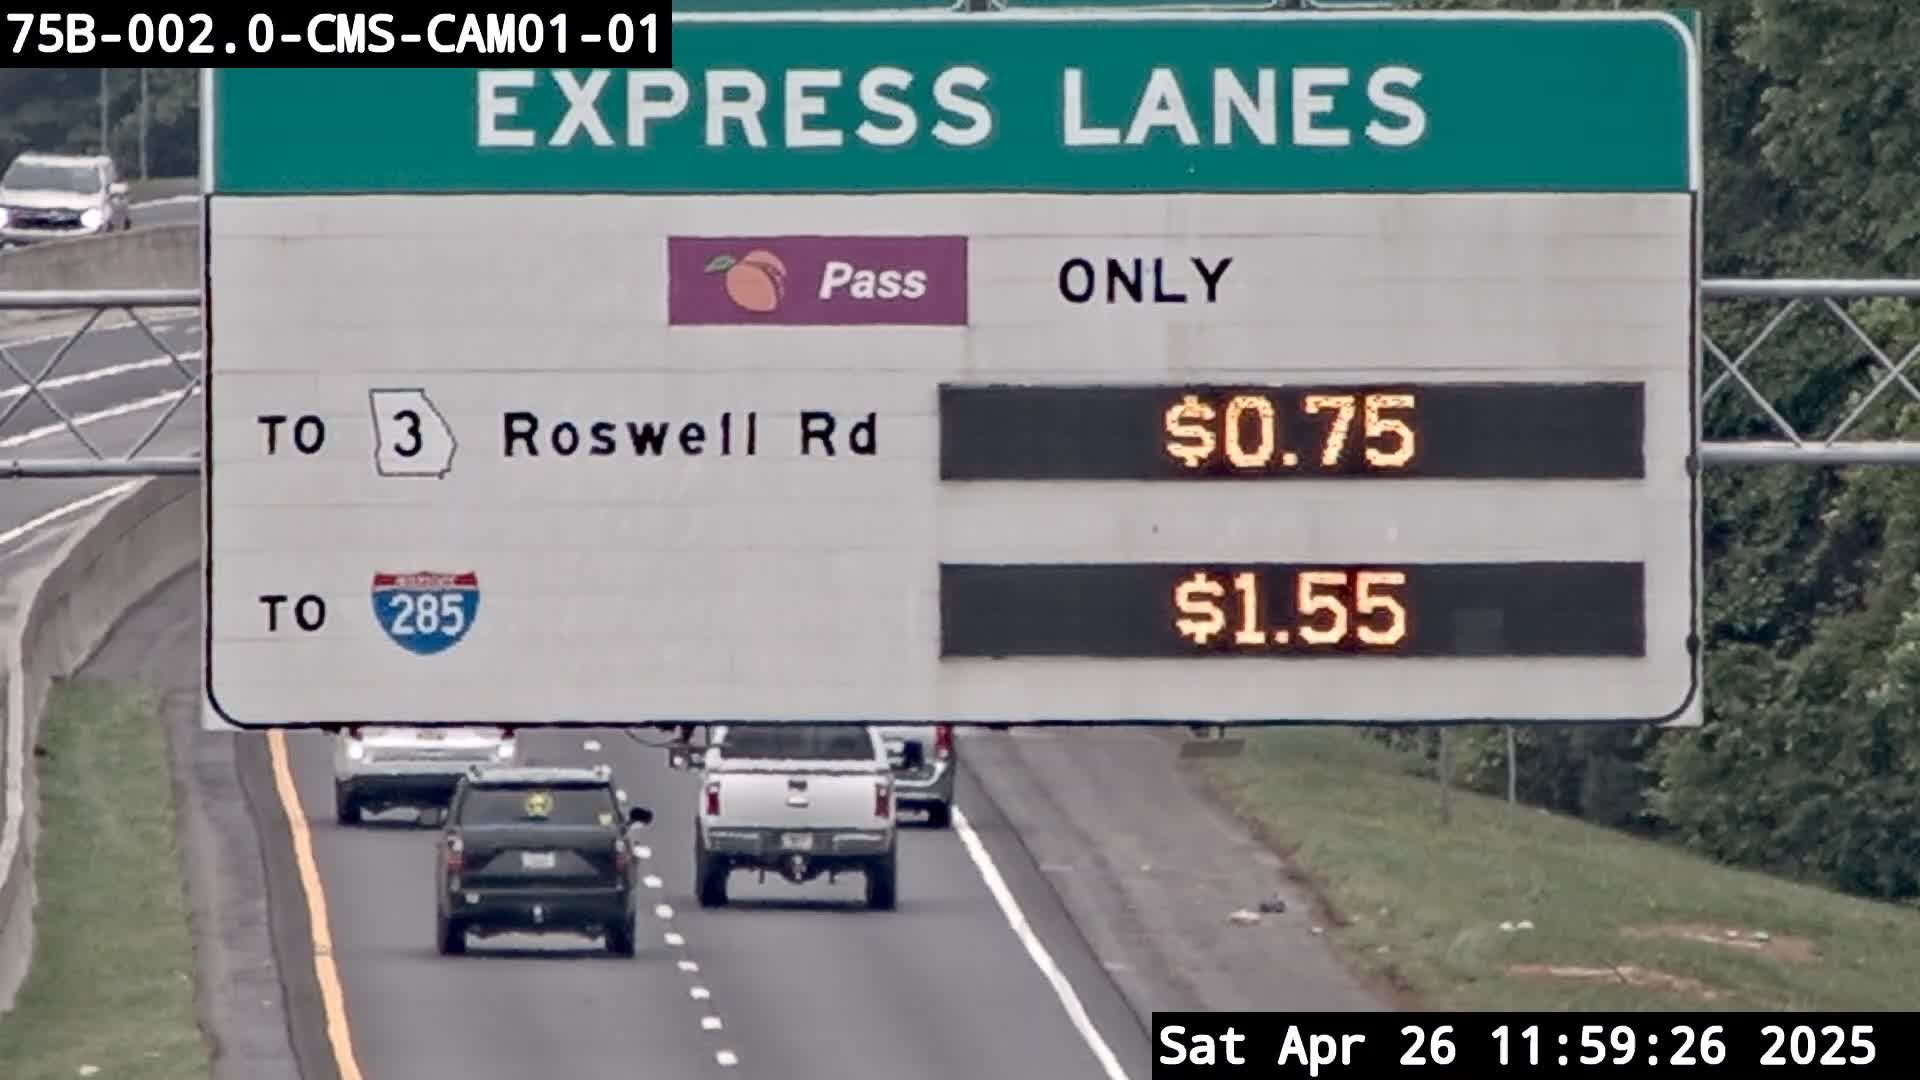 75B-002.0-CMS-CAM01-01
EXPRESS LANES
Pass ONLY
TO 3 Roswell Rd $0.75
TO INTERSTATE 285 $1.55
Sat Apr 26 11:59:26 2025